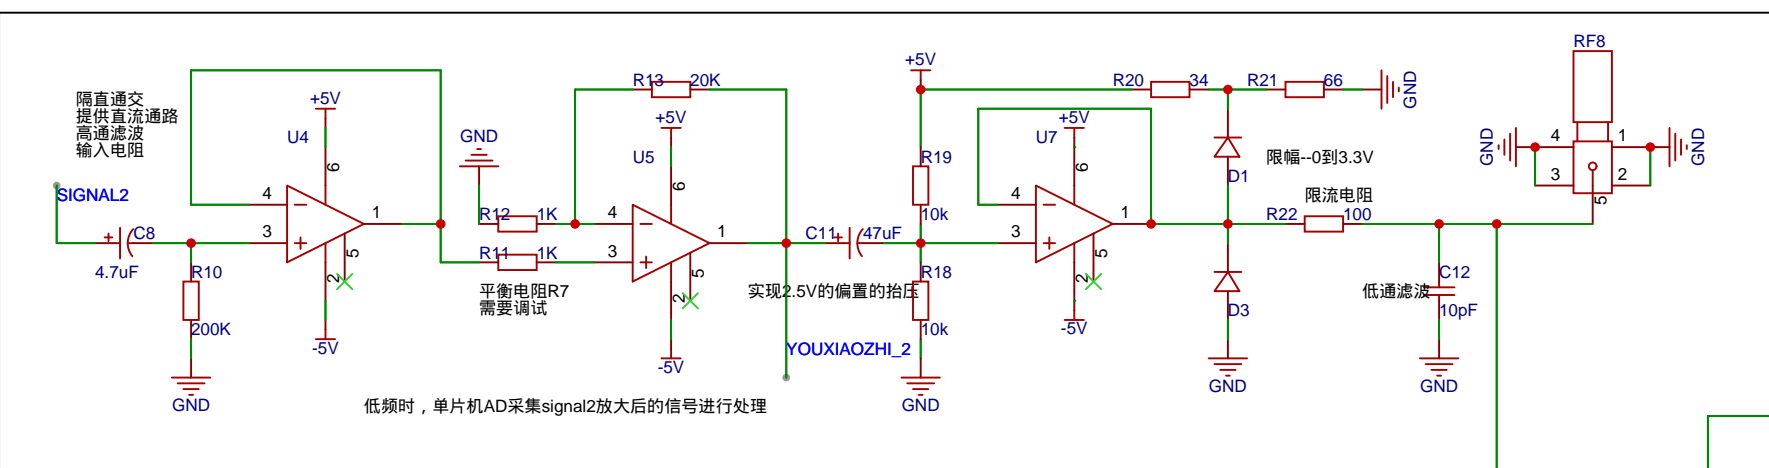 隔直通交
提供直流通路
高通滤波
输入电阻
SIGNAL2
C8
4.7uF
R10
200K
GND
+5V
U4
6
4
3
1
5
2
-5V
GND
R12 1K
R11 1K
平衡电阻R7
需要调试
R13 20K
+5V
U5
6
4
3
1
5
2
-5V
C11 47uF
实现2.5V的偏置的抬压
YOUXIAOZHI_2
低频时，单片机AD采集signal2放大后的信号进行处理
+5V
R19
10k
R18
10k
GND
+5V
U7
6
4
3
1
5
2
-5V
R20 34
R21 66
GND
D1
限幅--0到3.3V
限流电阻
R22 100
D3
GND
低通滤波
C12
10pF
GND
RF8
GND
4
1
GND
3
2
5